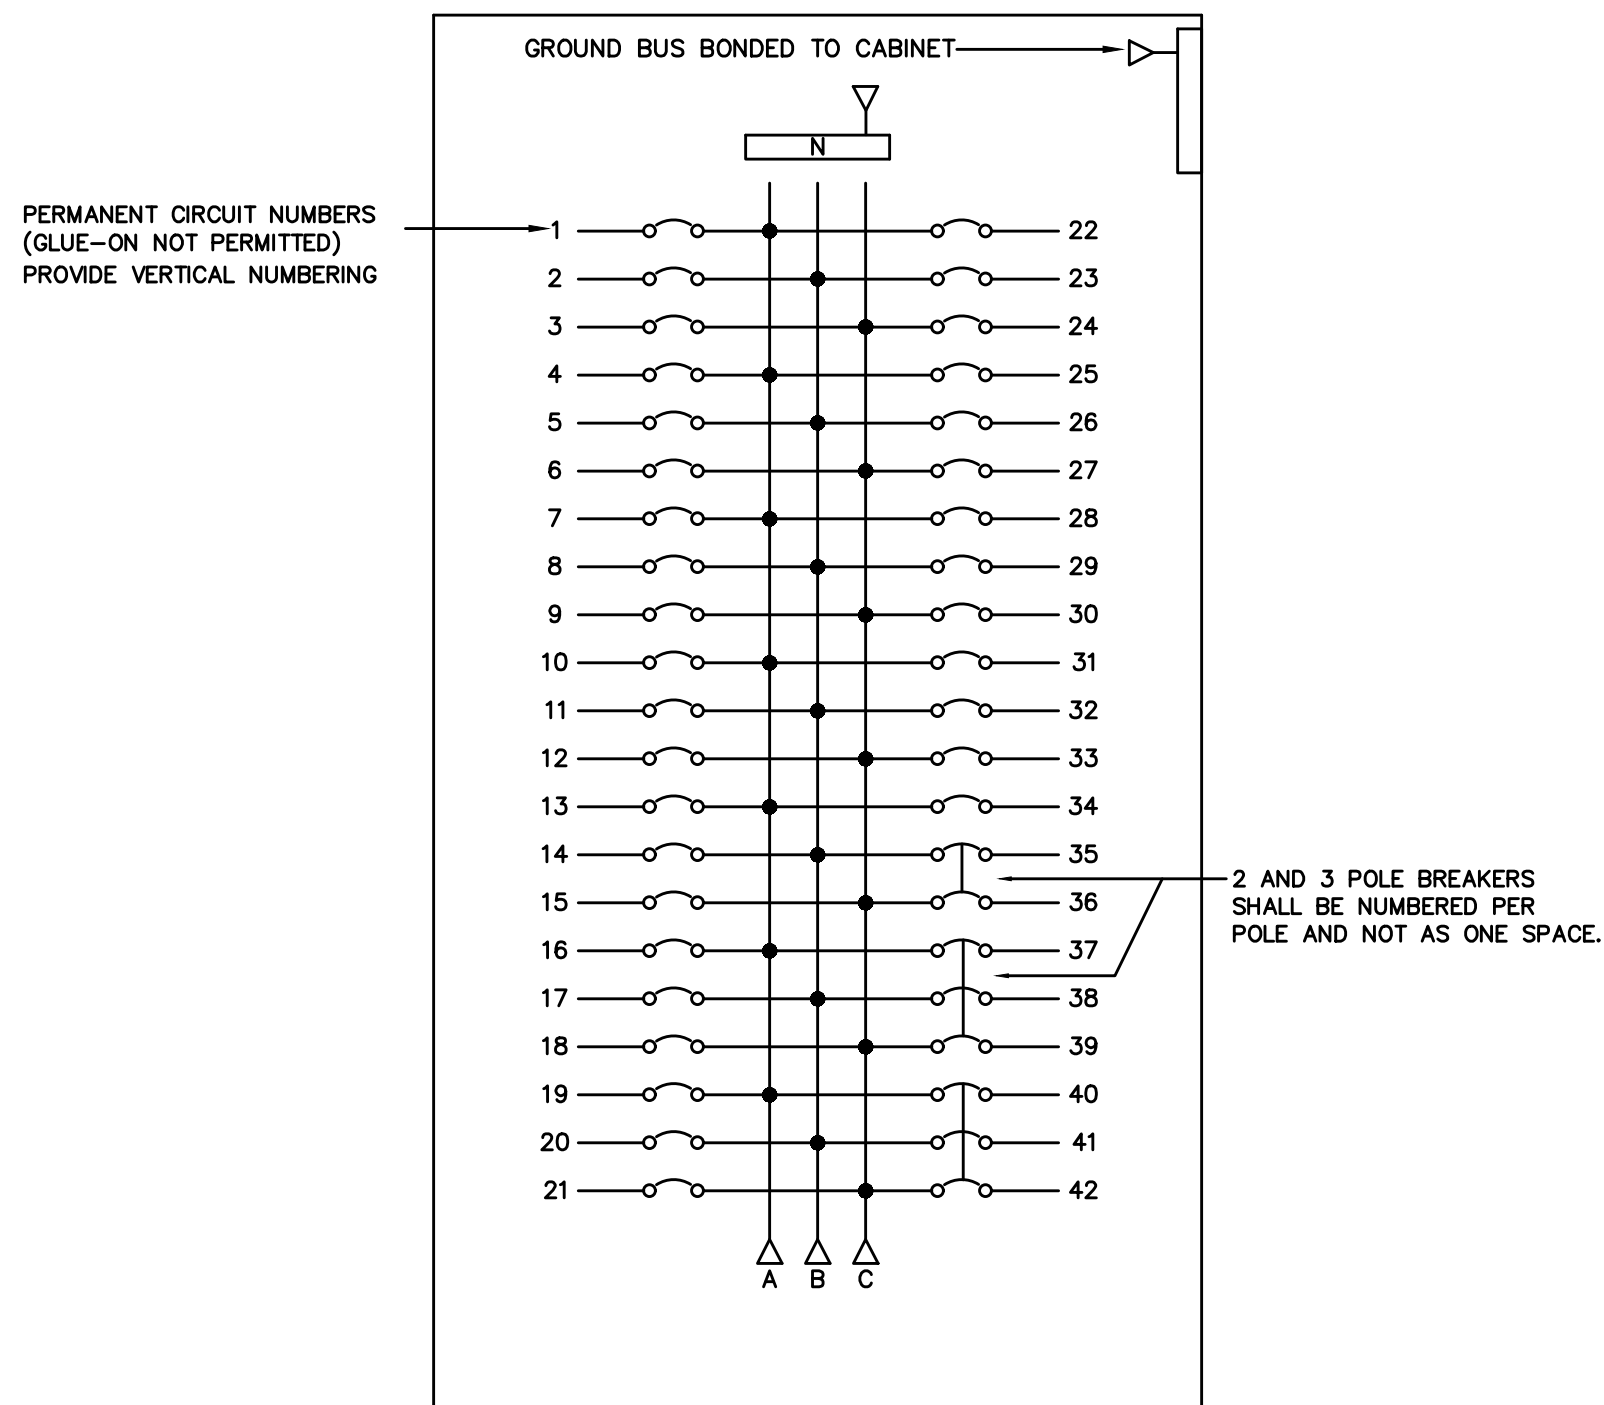 GROUND BUS BONDED TO CABINET
N
PERMANENT CIRCUIT NUMBERS
(GLUE-ON NOT PERMITTED)
PROVIDE VERTICAL NUMBERING
1 22
2 23
3 24
4 25
5 26
6 27
7 28
8 29
9 30
10 31
11 32
12 33
13 34
14 35
15 36
16 37
17 38
18 39
19 40
20 41
21 42
2 AND 3 POLE BREAKERS
SHALL BE NUMBERED PER
POLE AND NOT AS ONE SPACE.
A B C